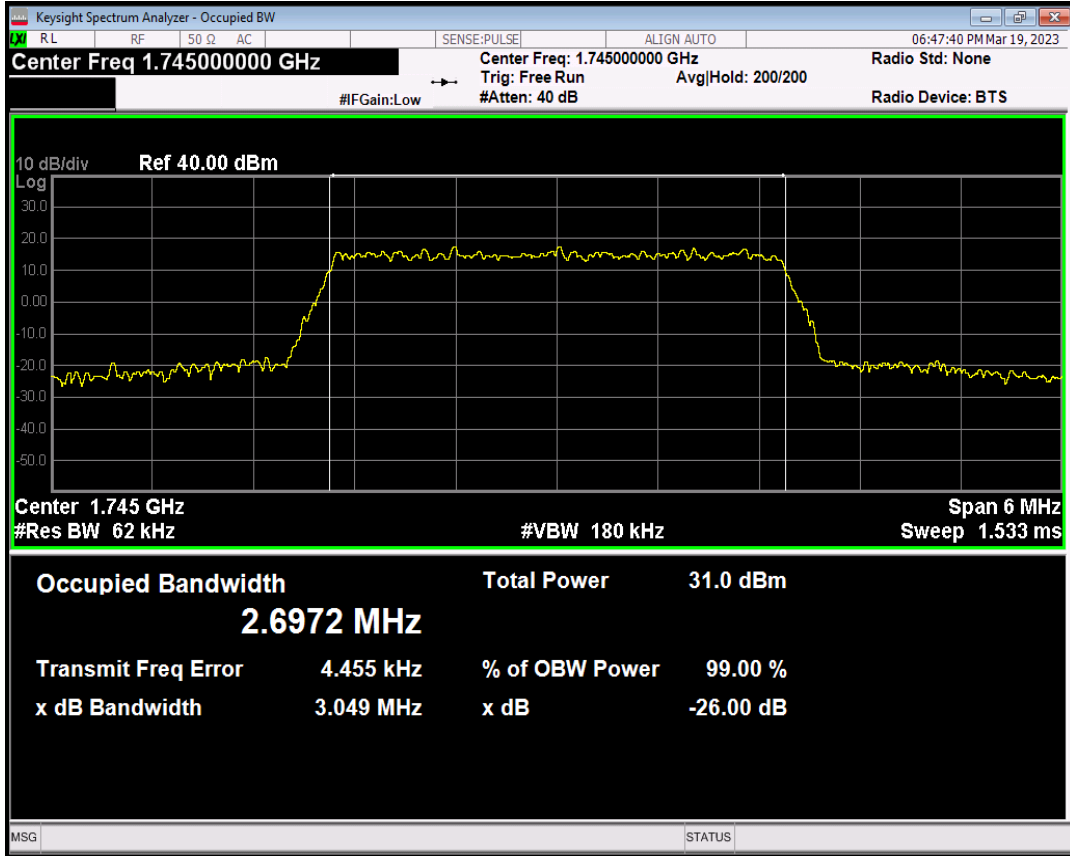 Keysight Spectrum Analyzer - Occupied BW
LXI RL RF 50 Ω AC SENSE:PULSE ALIGN AUTO 06:47:40 PM Mar 19, 2023
Center Freq 1.745000000 GHz
Center Freq: 1.745000000 GHz
Radio Std: None
Trig: Free Run Avg|Hold: 200/200
#IFGain:Low #Atten: 40 dB Radio Device: BTS
10 dB/div Ref 40.00 dBm
Log
30.0
20.0
10.0
0.00
-10.0
-20.0
-30.0
-40.0
-50.0
Center 1.745 GHz Span 6 MHz
#Res BW 62 kHz #VBW 180 kHz Sweep 1.533 ms
Occupied Bandwidth Total Power 31.0 dBm
2.6972 MHz
Transmit Freq Error 4.455 kHz % of OBW Power 99.00 %
x dB Bandwidth 3.049 MHz x dB -26.00 dB
MSG STATUS